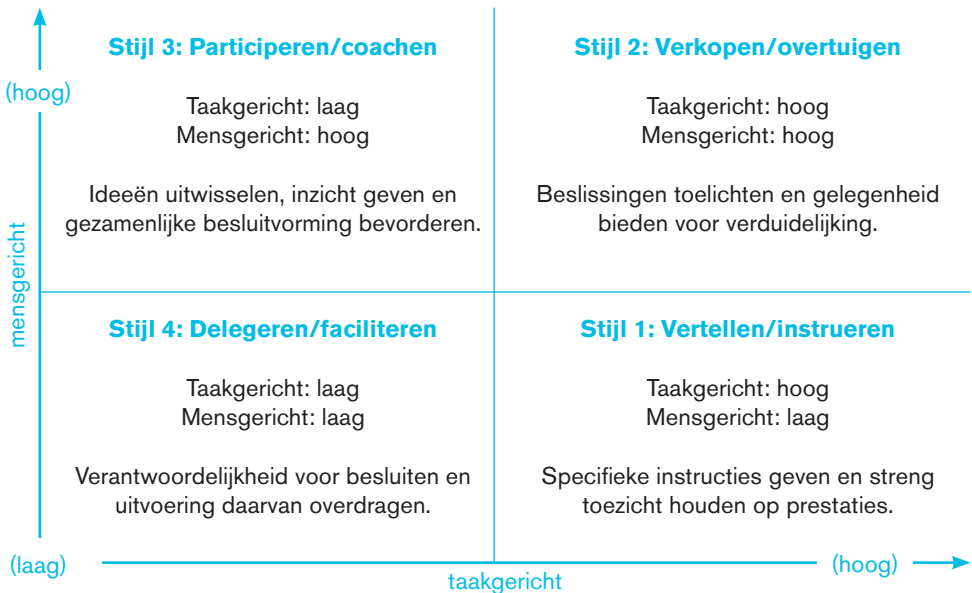 (hoog)
mensgericht
Stijl 3: Participeren/coachen
Taakgericht: laag
Mensgericht: hoog
Ideeën uitwisselen, inzicht geven en
gezamenlijke besluitvorming bevorderen.
Stijl 2: Verkopen/overtuigen
Taakgericht: hoog
Mensgericht: hoog
Beslissingen toelichten en gelegenheid
bieden voor verduidelijking.
Stijl 4: Delegeren/faciliteren
Taakgericht: laag
Mensgericht: laag
Verantwoordelijkheid voor besluiten en
uitvoering daarvan overdragen.
Stijl 1: Vertellen/instrueren
Taakgericht: hoog
Mensgericht: laag
Specifieke instructies geven en streng
toezicht houden op prestaties.
(laag)
taakgericht
(hoog)